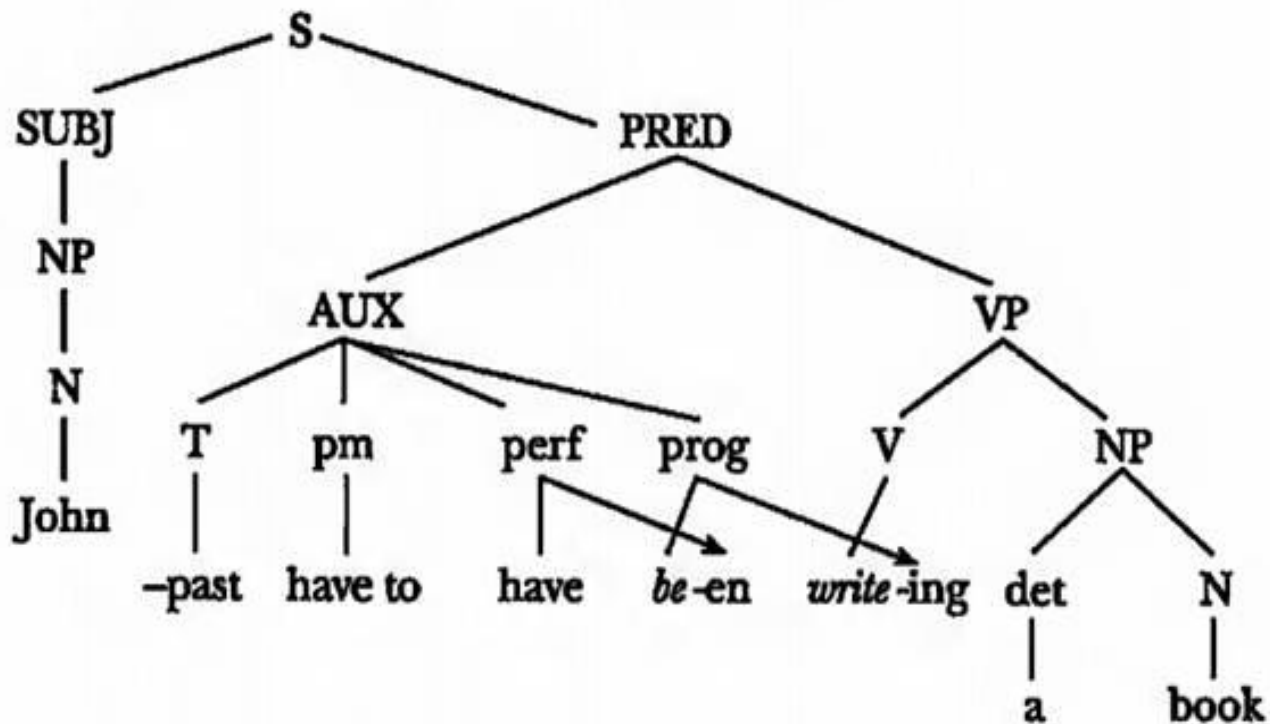 S
SUBJ PRED
NP
AUX VP
N
T pm perf prog V NP
John
–past have to have be-en write-ing det N
a book